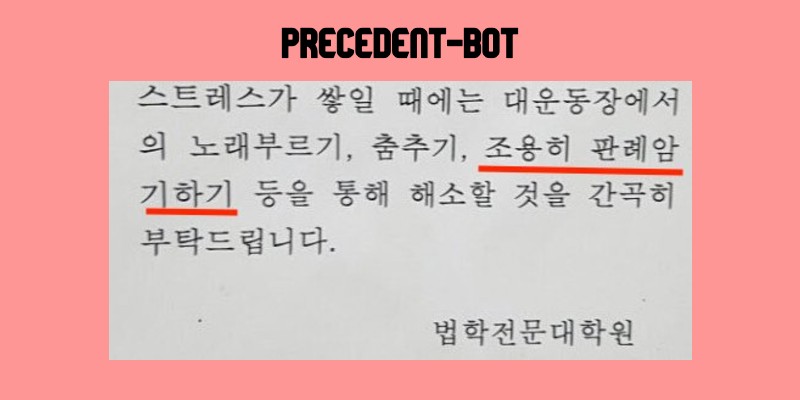 PRECEDENT-BOT
스트레스가 쌓일 때에는 대운동장에서
의 노래부르기, 춤추기, 조용히 판례암
기하기 등을 통해 해소할 것을 간곡히
부탁드립니다.
법학전문대학원